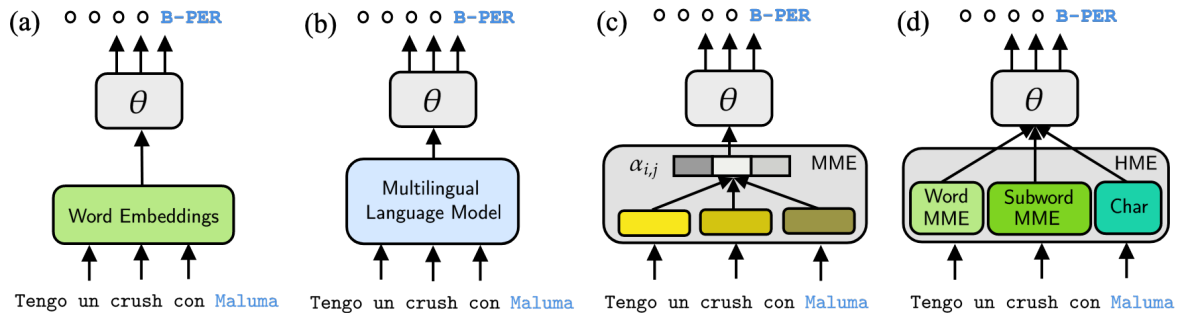 (a)
O O O O B-PER
θ
Word Embeddings
Tengo un crush con Maluma
(b)
O O O O B-PER
θ
Multilingual
Language Model
Tengo un crush con Maluma
(c)
O O O O B-PER
θ
αi,j
MME
Tengo un crush con Maluma
(d)
O O O O B-PER
θ
HME
Word
MME
Subword
MME
Char
Tengo un crush con Maluma